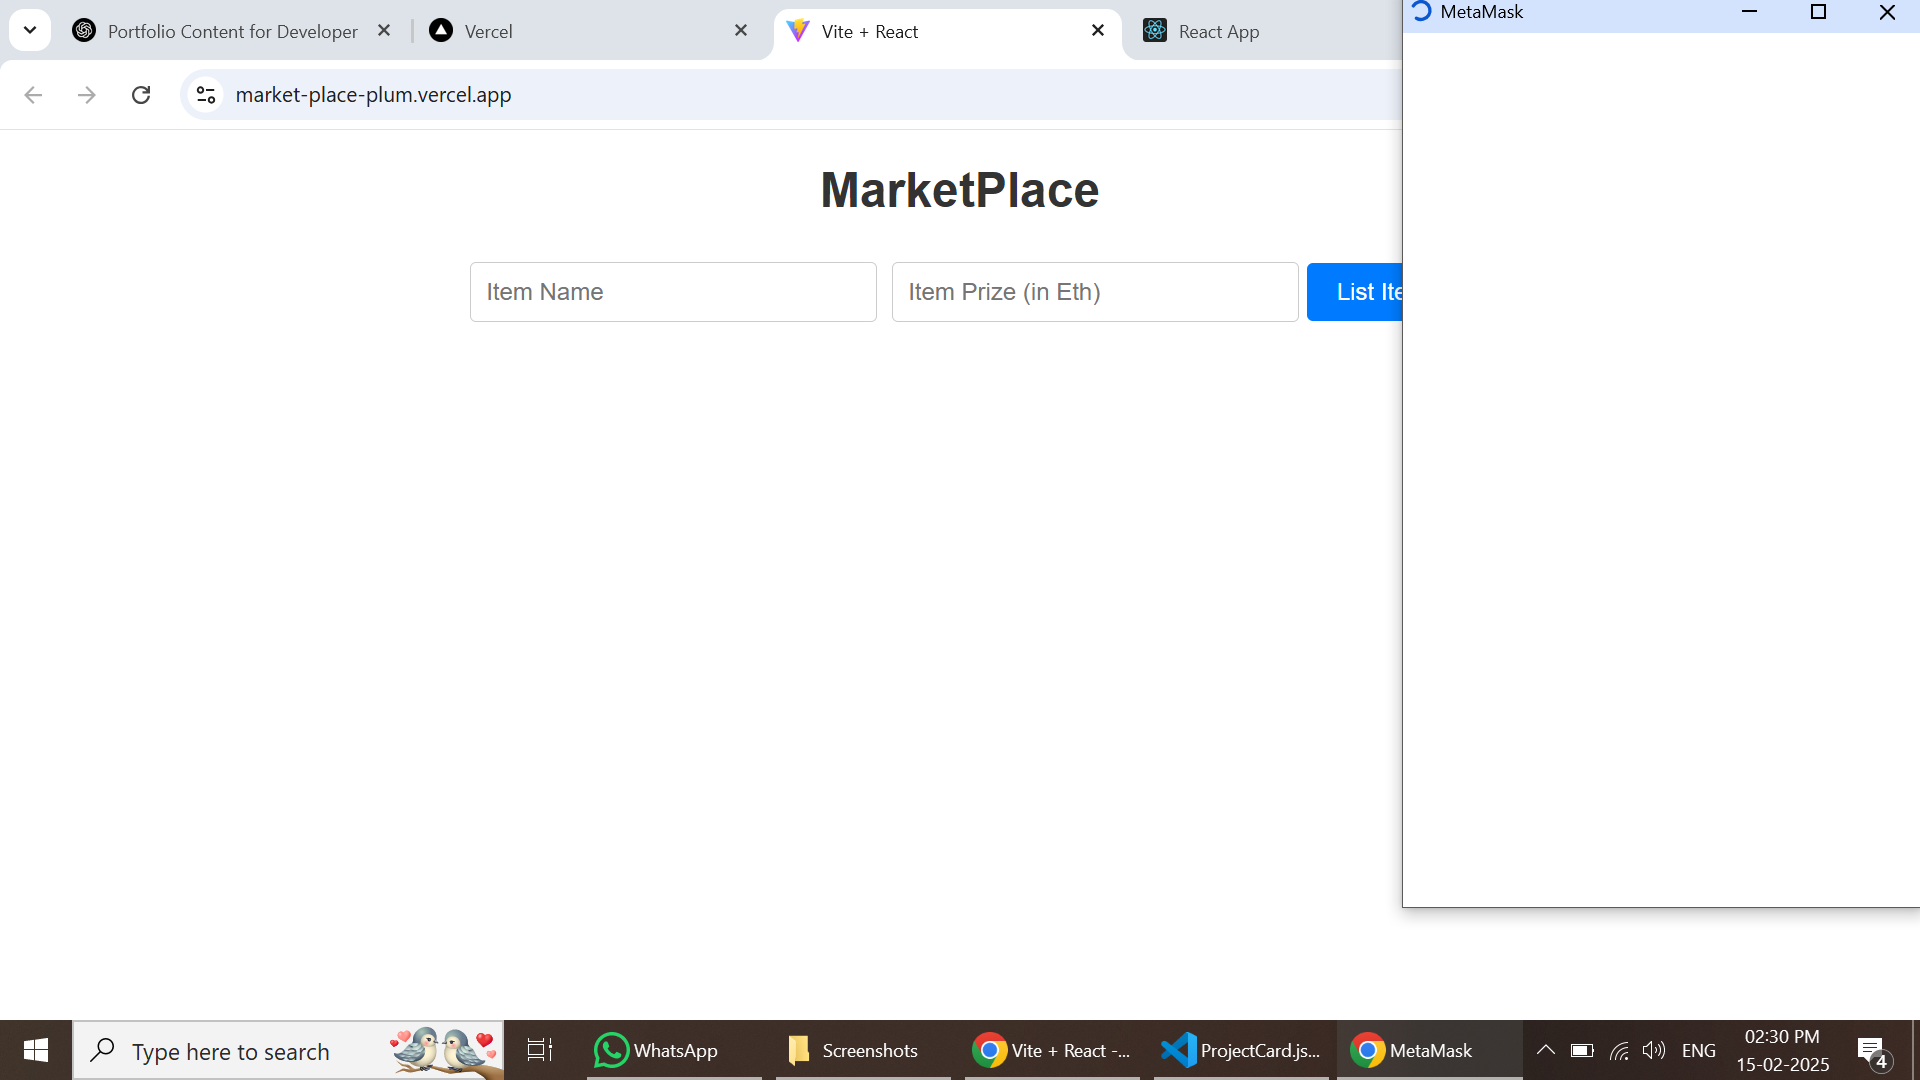 Portfolio Content for Developer
Vercel
Vite + React
React App
MetaMask
market-place-plum.vercel.app
MarketPlace
Item Name
Item Prize (in Eth)
List Ite
Type here to search
WhatsApp
Screenshots
Vite + React -...
ProjectCard.js...
MetaMask
ENG
02:30 PM
15-02-2025
4